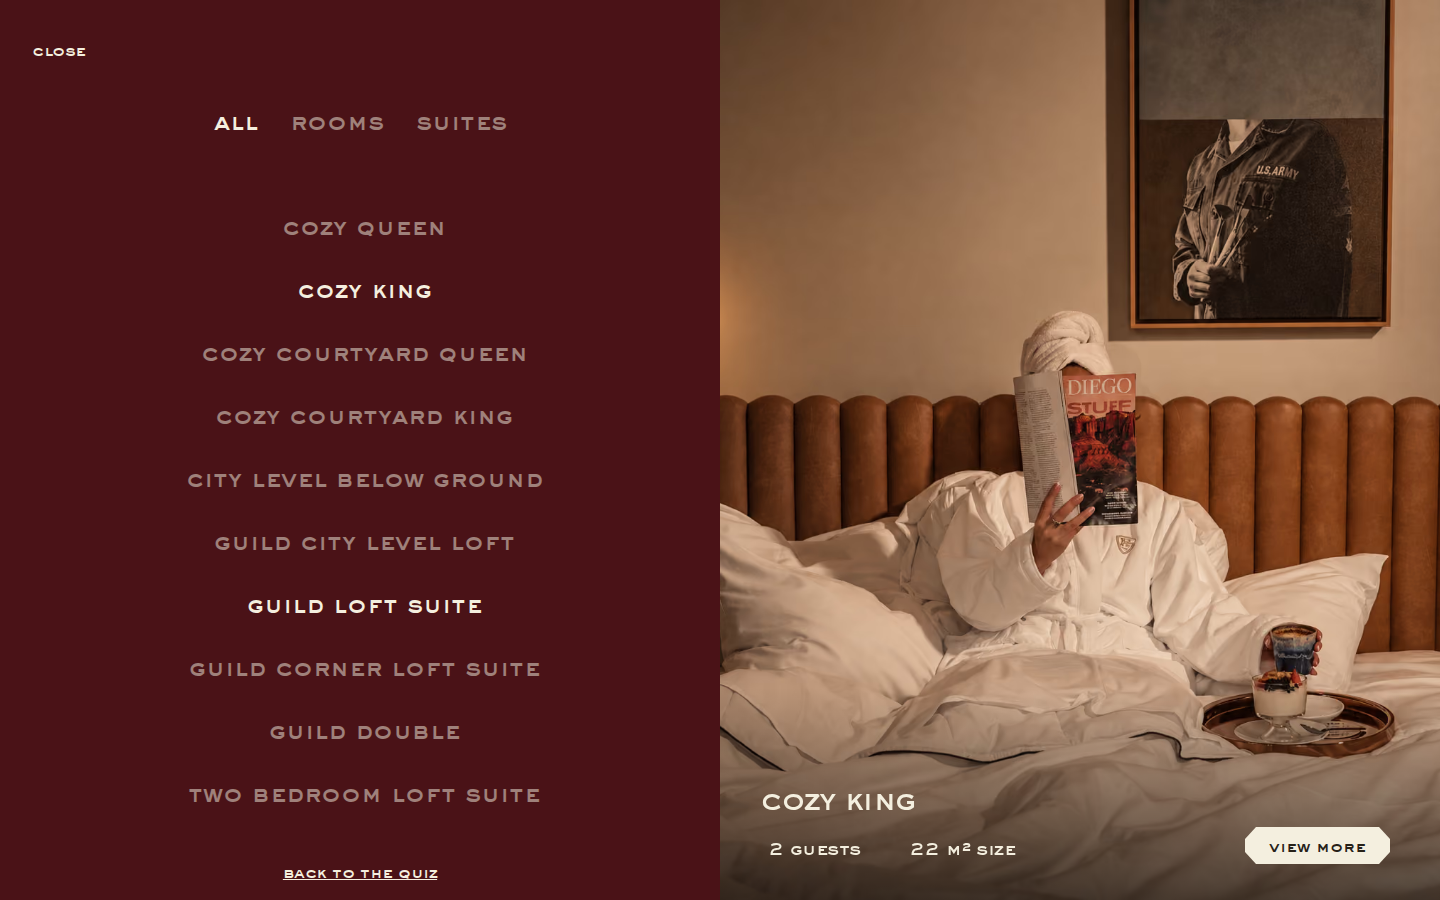 CLOSE
ALL ROOMS SUITES
COZY QUEEN
COZY KING
COZY COURTYARD QUEEN
COZY COURTYARD KING
CITY LEVEL BELOW GROUND
GUILD CITY LEVEL LOFT
GUILD LOFT SUITE
GUILD CORNER LOFT SUITE
GUILD DOUBLE
TWO BEDROOM LOFT SUITE
BACK TO THE QUIZ
U.S.ARMY
DIEGO
STUFF
COZY KING
2 GUESTS 22 M² SIZE
VIEW MORE